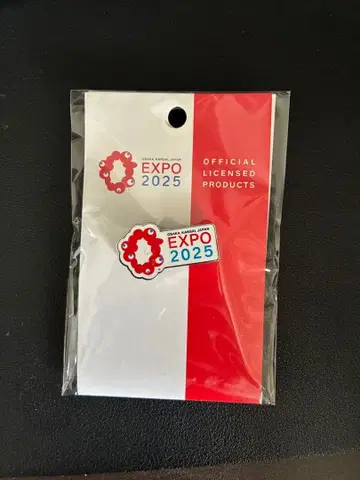 OSAKA, KANSAI, JAPAN
EXPO
2025
OFFICIAL
LICENSED
PRODUCTS
OSAKA, KANSAI, JAPAN
EXPO
2025